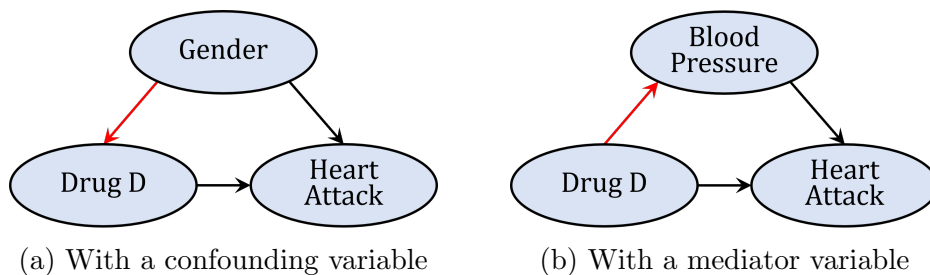 Gender
Drug D
Heart
Attack
(a) With a confounding variable
Blood
Pressure
Drug D
Heart
Attack
(b) With a mediator variable